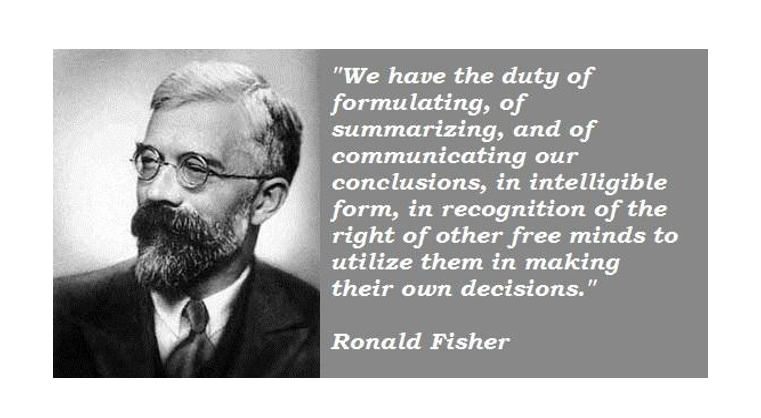 "We have the duty of
formulating, of
summarizing, and of
communicating our
conclusions, in intelligible
form, in recognition of the
right of other free minds to
utilize them in making
their own decisions."
Ronald Fisher